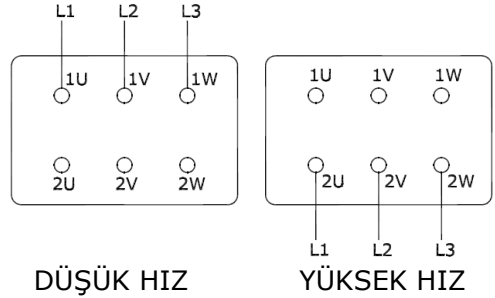 L1 L2 L3
1U 1V 1W
2U 2V 2W
DÜŞÜK HIZ
1U 1V 1W
2U 2V 2W
L1 L2 L3
YÜKSEK HIZ